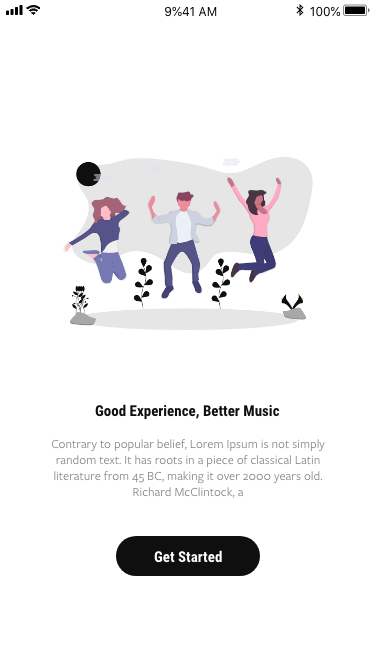 9%41 AM
100%
Good Experience, Better Music
Contrary to popular belief, Lorem Ipsum is not simply
random text. It has roots in a piece of classical Latin
literature from 45 BC, making it over 2000 years old.
Richard McClintock, a
Get Started